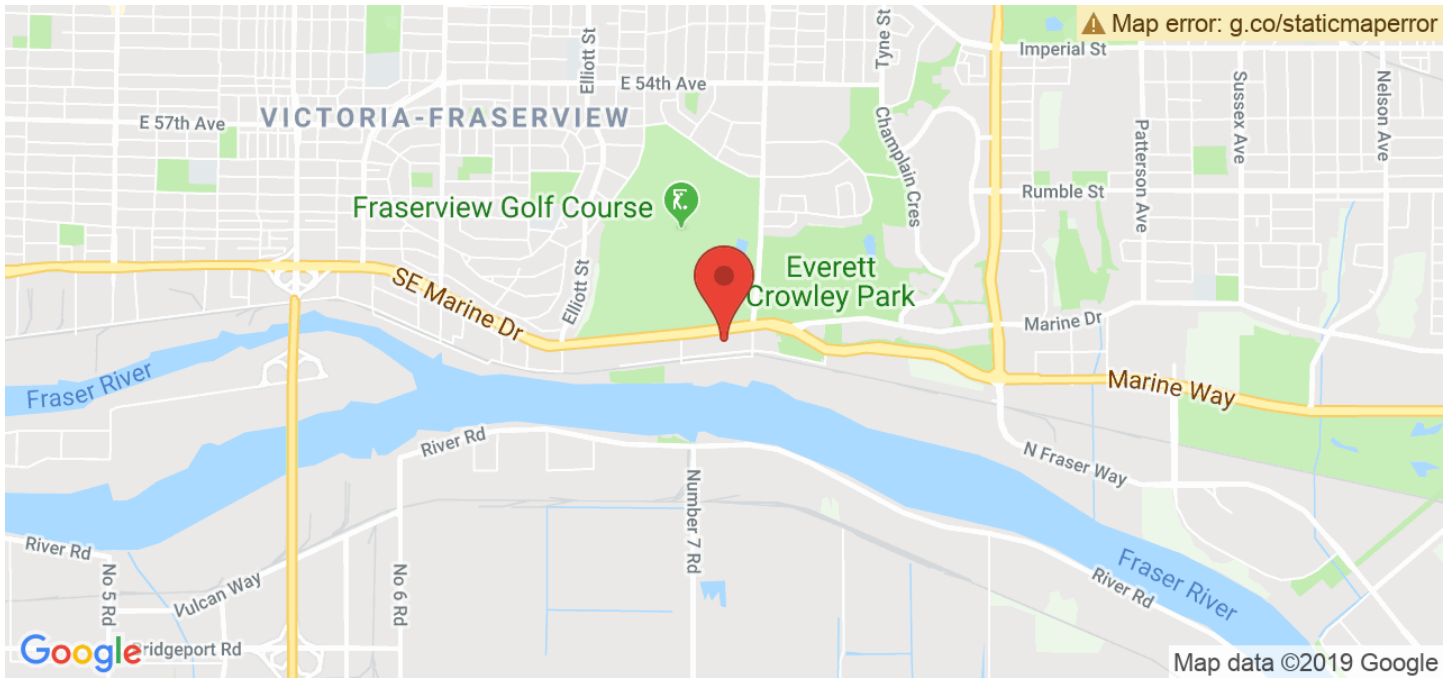 Map error: g.co/staticmaperror
Tyne St
Imperial St
Elliott St
E 54th Ave
Sussex Ave
Nelson Ave
E 57th Ave
VICTORIA-FRASERVIEW
Champlain Cres
Patterson Ave
Rumble St
Fraserview Golf Course
Everett
Crowley Park
Elliott St
SE Marine Dr
Marine Dr
Fraser River
Marine Way
River Rd
N Fraser Way
Number 7 Rd
River Rd
No 5 Rd
Vulcan Way
No 6 Rd
River Rd
Fraser River
Google
Bridgeport Rd
Map data ©2019 Google